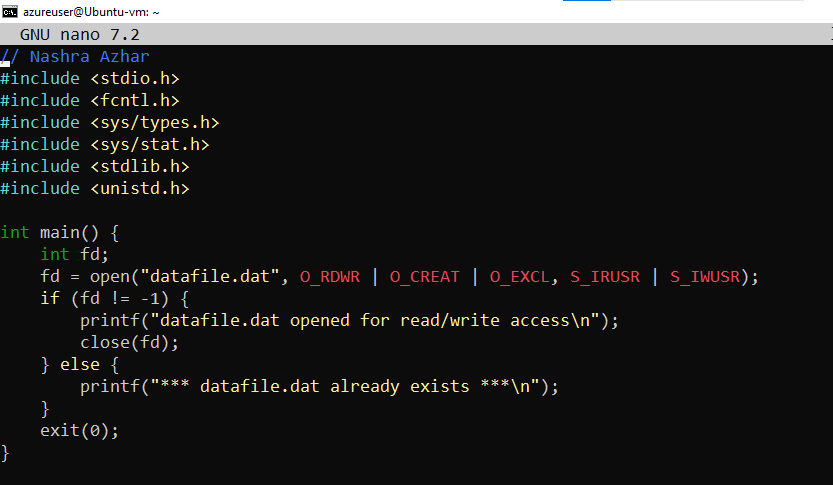 azureuser@Ubuntu-vm: ~
GNU nano 7.2
// Nashra Azhar
#include <stdio.h>
#include <fcntl.h>
#include <sys/types.h>
#include <sys/stat.h>
#include <stdlib.h>
#include <unistd.h>

int main() {
    int fd;
    fd = open("datafile.dat", O_RDWR | O_CREAT | O_EXCL, S_IRUSR | S_IWUSR);
    if (fd != -1) {
        printf("datafile.dat opened for read/write access\n");
        close(fd);
    } else {
        printf("*** datafile.dat already exists ***\n");
    }
    exit(0);
}